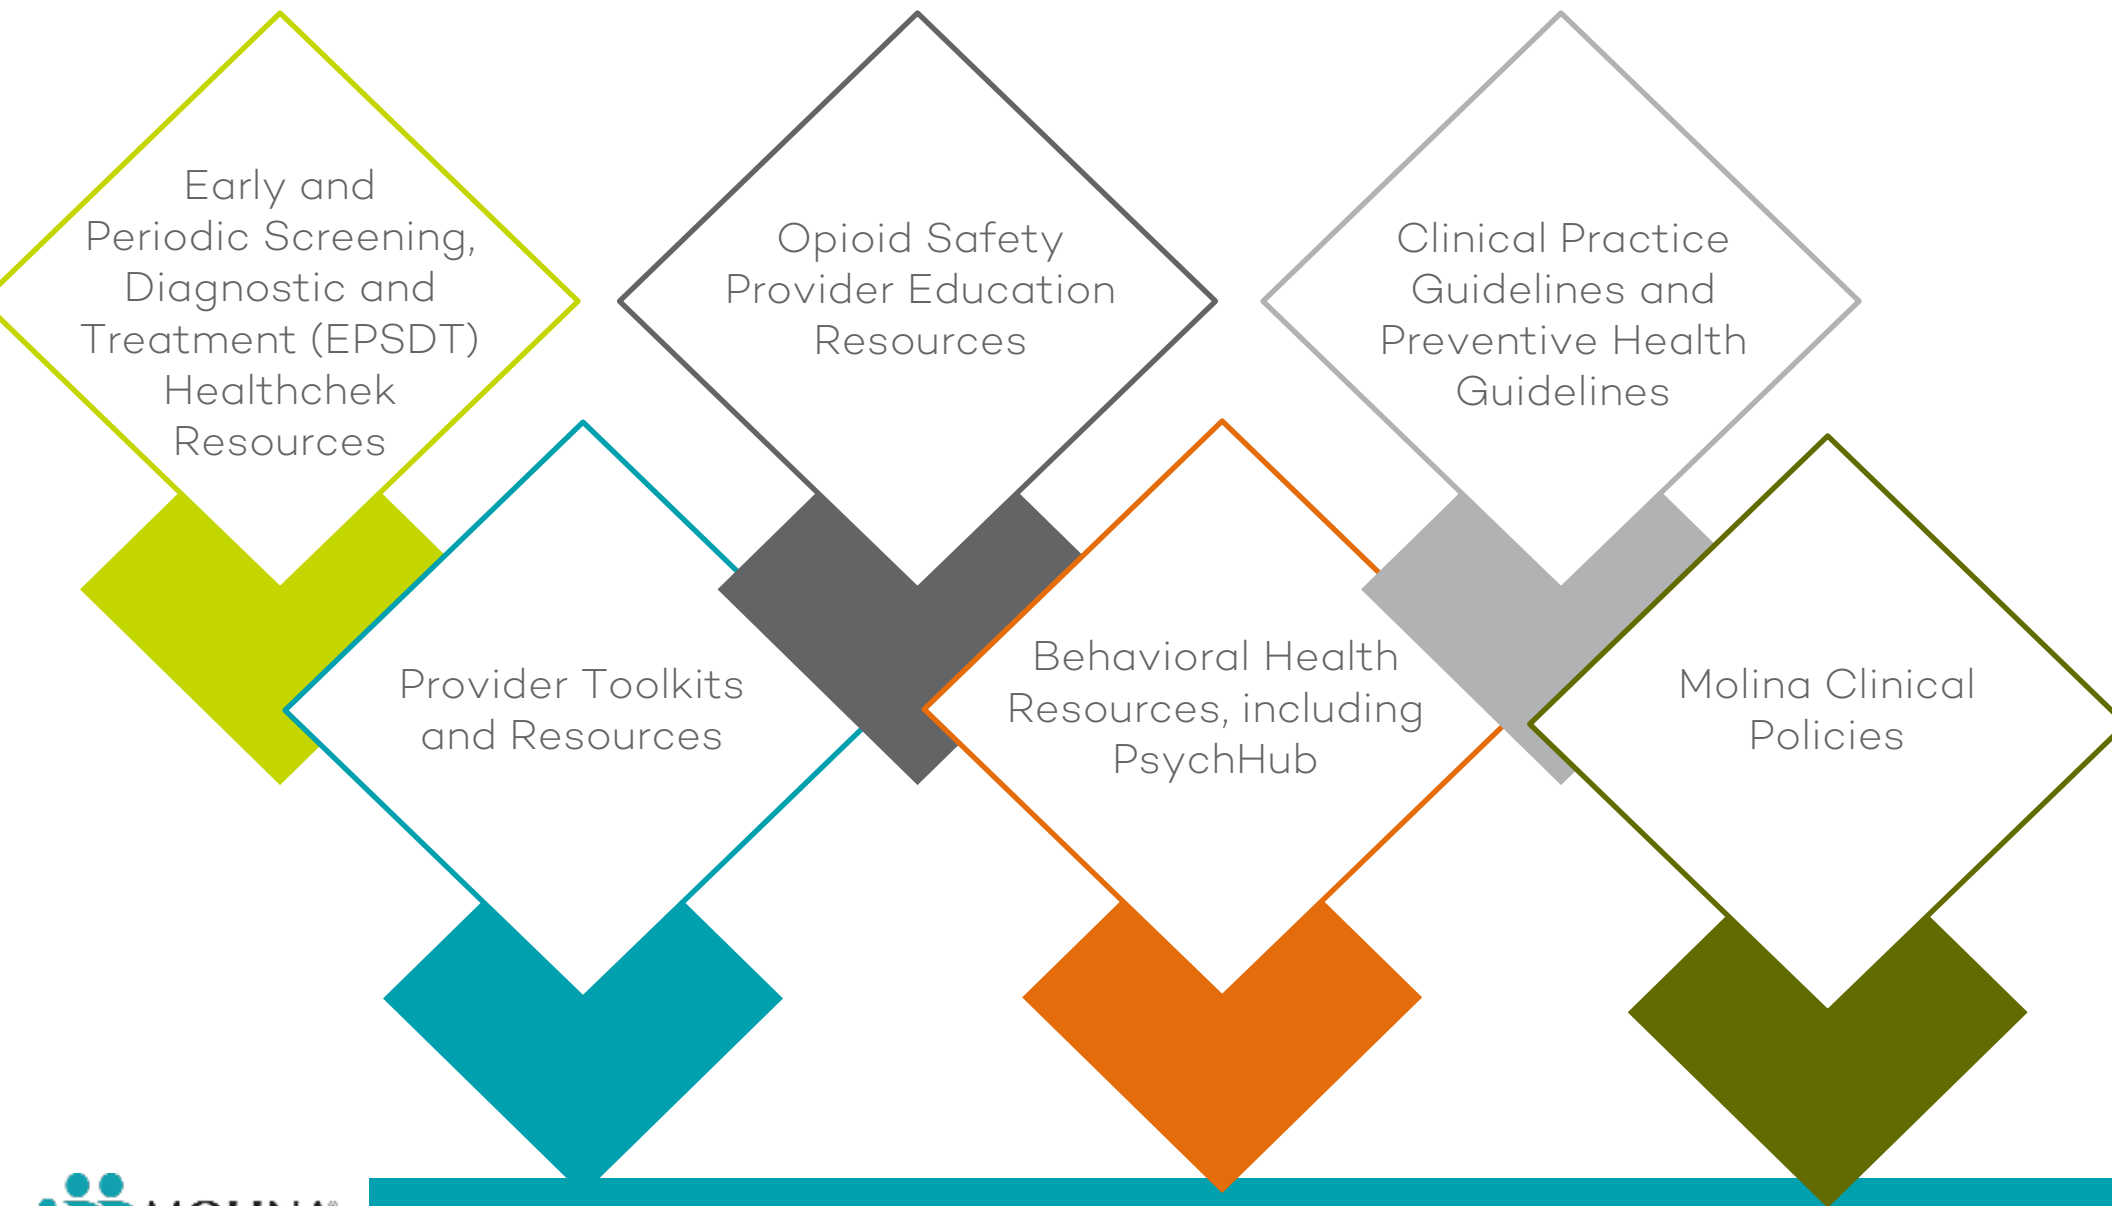 Early and
Periodic Screening,
Diagnostic and
Treatment (EPSDT)
Healthchek
Resources
Opioid Safety
Provider Education
Resources
Clinical Practice
Guidelines and
Preventive Health
Guidelines
Provider Toolkits
and Resources
Behavioral Health
Resources, including
PsychHub
Molina Clinical
Policies
MOLINA®